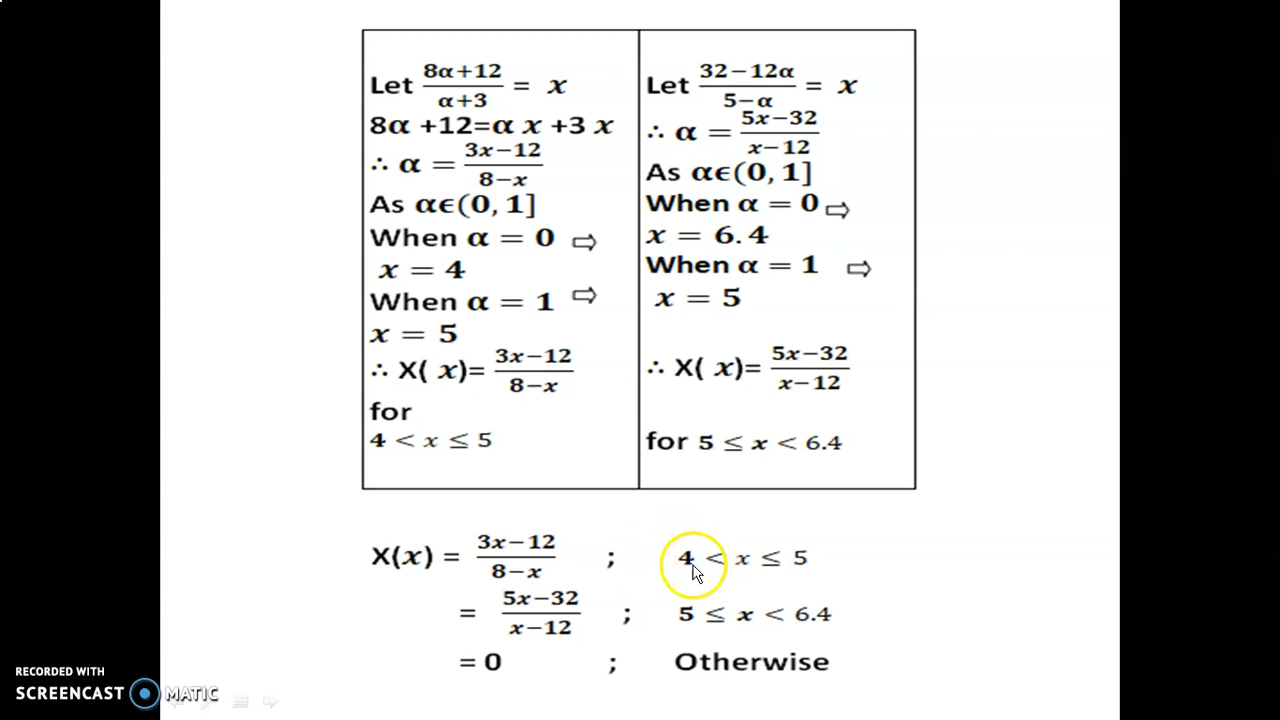 Let (8α+12)/(α+3) = x
8α +12=α x +3 x
∴ α = (3x−12)/(8−x)
As αϵ(0, 1]
When α = 0 ⇨
x = 4
When α = 1 ⇨
x = 5
∴ X( x)= (3x−12)/(8−x)
for
4 < x ≤ 5
Let (32−12α)/(5−α) = x
∴ α = (5x−32)/(x−12)
As αϵ(0, 1]
When α = 0 ⇨
x = 6.4
When α = 1 ⇨
x = 5
∴ X( x)= (5x−32)/(x−12)
for 5 ≤ x < 6.4
X(x) = (3x−12)/(8−x) ; 4 < x ≤ 5
= (5x−32)/(x−12) ; 5 ≤ x < 6.4
= 0 ; Otherwise
RECORDED WITH
SCREENCAST MATIC